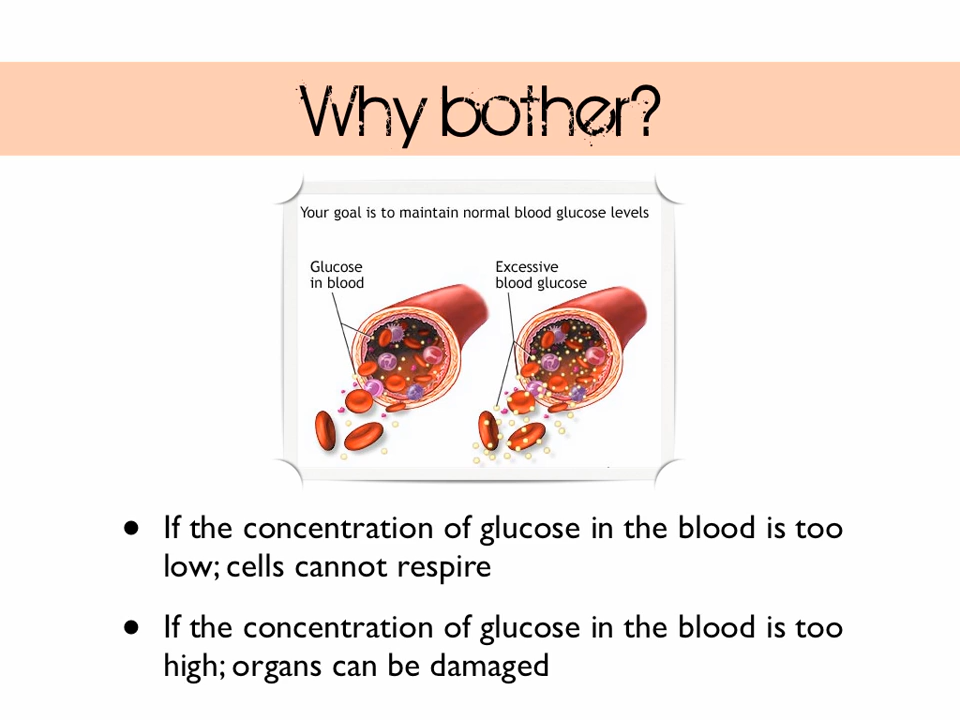 Why bother?
Your goal is to maintain normal blood glucose levels
Glucose
in blood
Excessive
blood glucose
• If the concentration of glucose in the blood is too
low; cells cannot respire
• If the concentration of glucose in the blood is too
high; organs can be damaged